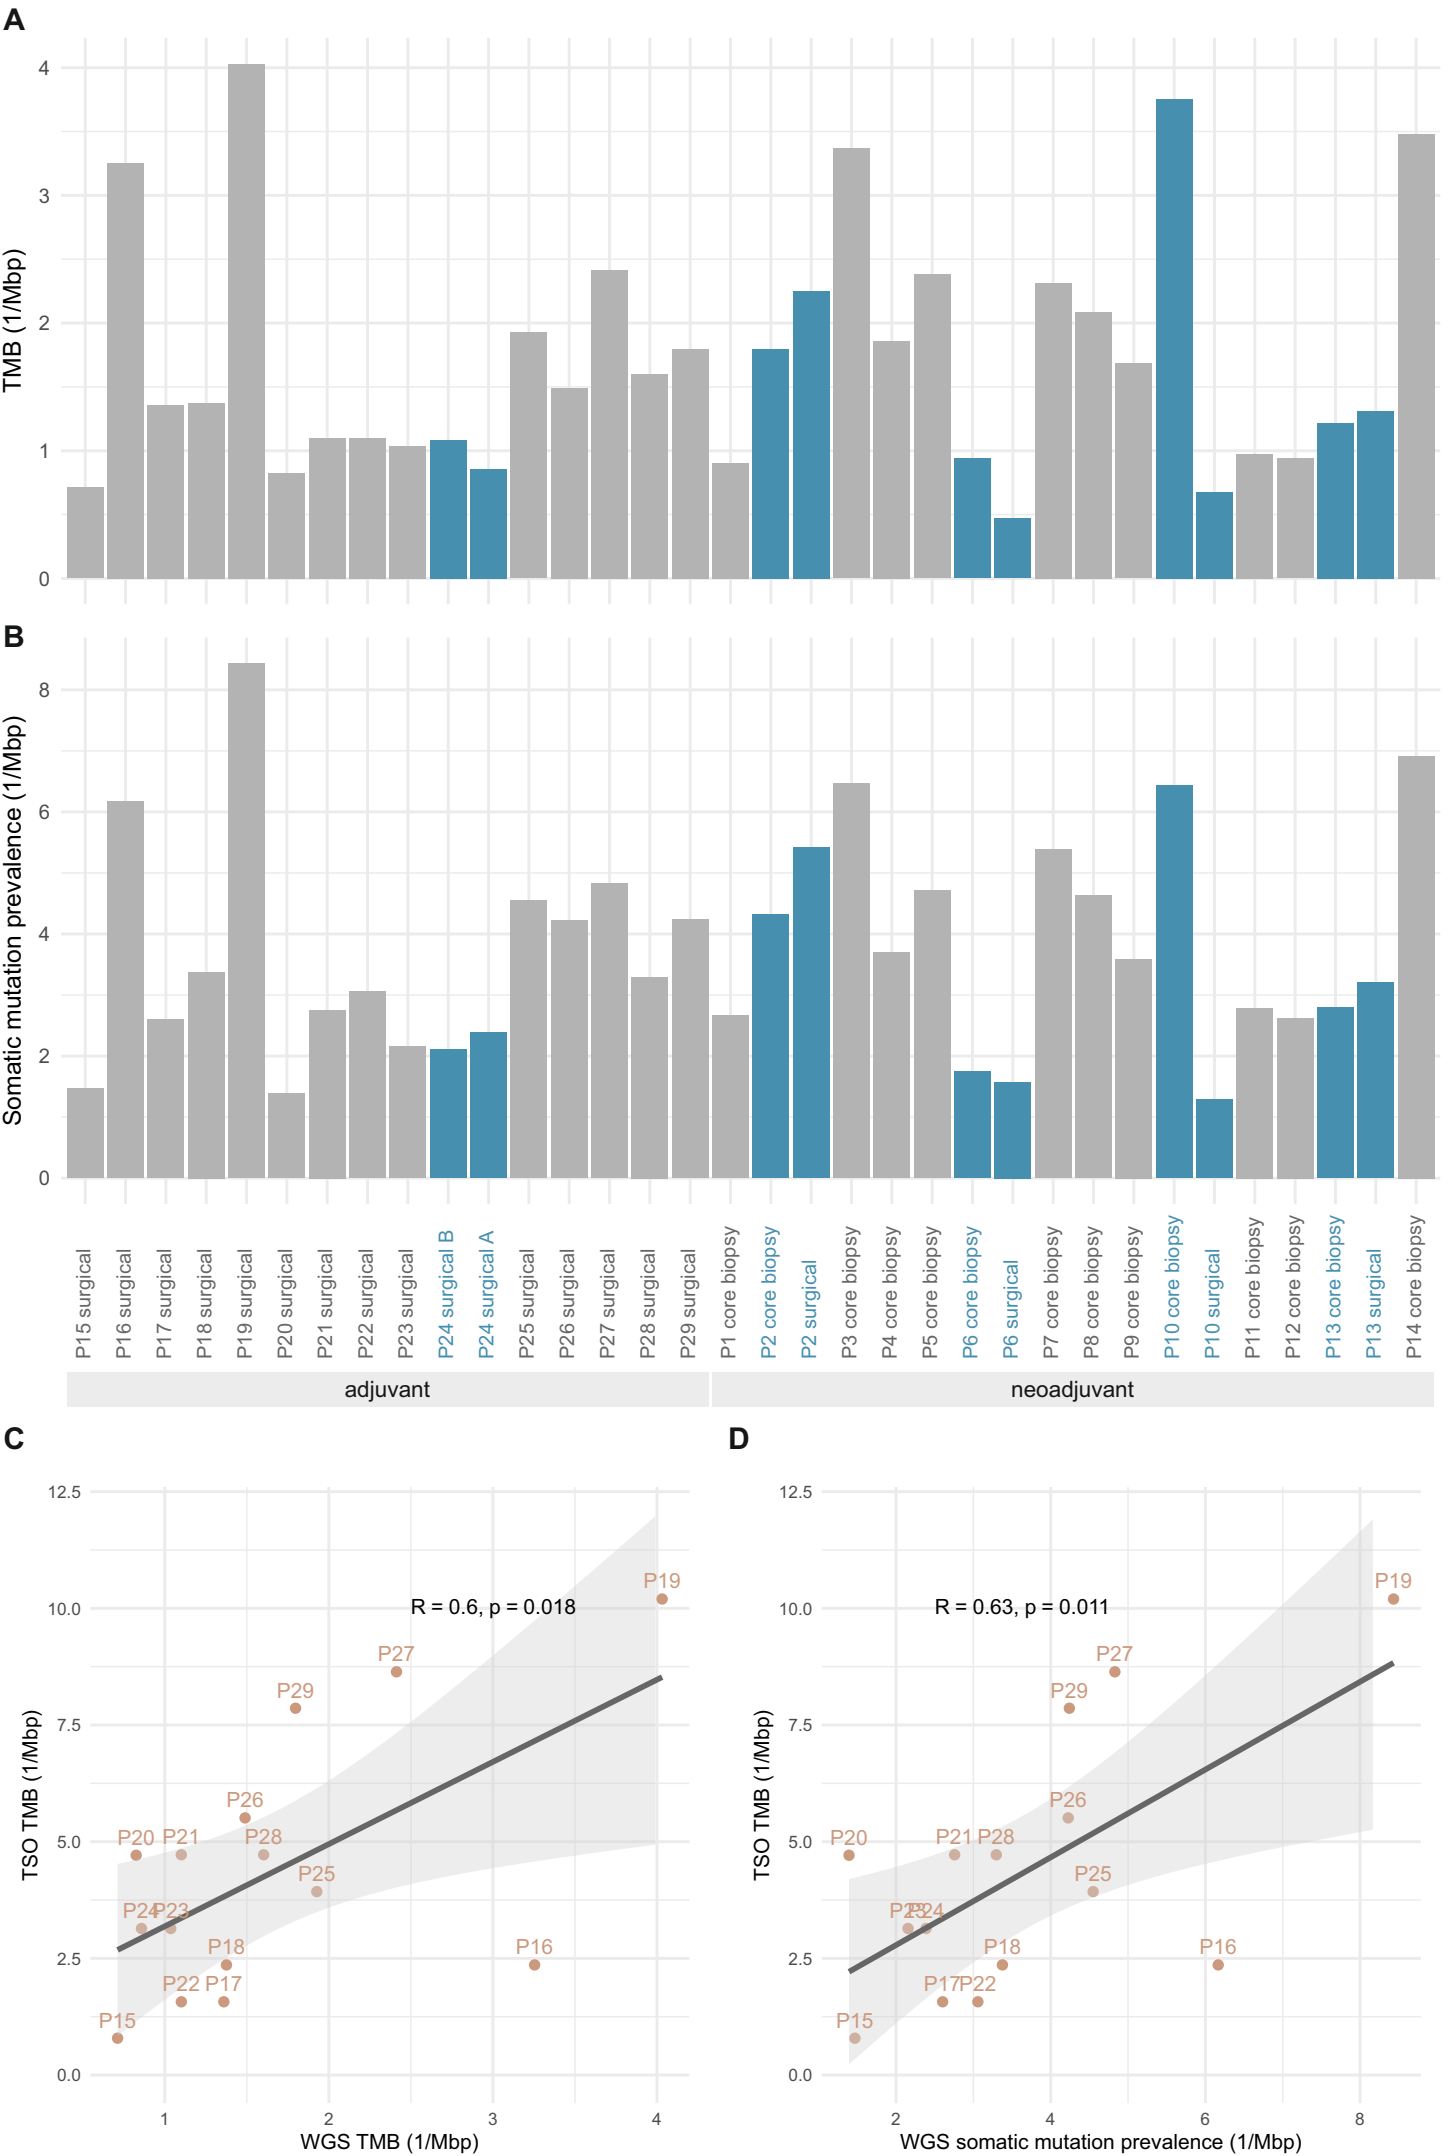 A
4
3
2
1
0
TMB (1/Mbp)
B
8
6
4
2
0
Somatic mutation prevalence (1/Mbp)
P15 surgical
P16 surgical
P17 surgical
P18 surgical
P19 surgical
P20 surgical
P21 surgical
P22 surgical
P23 surgical
P24 surgical B
P24 surgical A
P25 surgical
P26 surgical
P27 surgical
P28 surgical
P29 surgical
P1 core biopsy
P2 core biopsy
P2 surgical
P3 core biopsy
P4 core biopsy
P5 core biopsy
P6 core biopsy
P6 surgical
P7 core biopsy
P8 core biopsy
P9 core biopsy
P10 core biopsy
P10 surgical
P11 core biopsy
P12 core biopsy
P13 core biopsy
P13 surgical
P14 core biopsy
adjuvant
neoadjuvant
C
12.5
10.0
7.5
5.0
2.5
0.0
TSO TMB (1/Mbp)
R = 0.6, p = 0.018
P19
P27
P29
P26
P20
P21
P28
P25
P24
P23
P18
P16
P22
P17
P15
1
2
3
4
WGS TMB (1/Mbp)
D
12.5
10.0
7.5
5.0
2.5
0.0
TSO TMB (1/Mbp)
R = 0.63, p = 0.011
P19
P27
P29
P26
P20
P21
P28
P25
P23
P24
P18
P16
P17
P22
P15
2
4
6
8
WGS somatic mutation prevalence (1/Mbp)